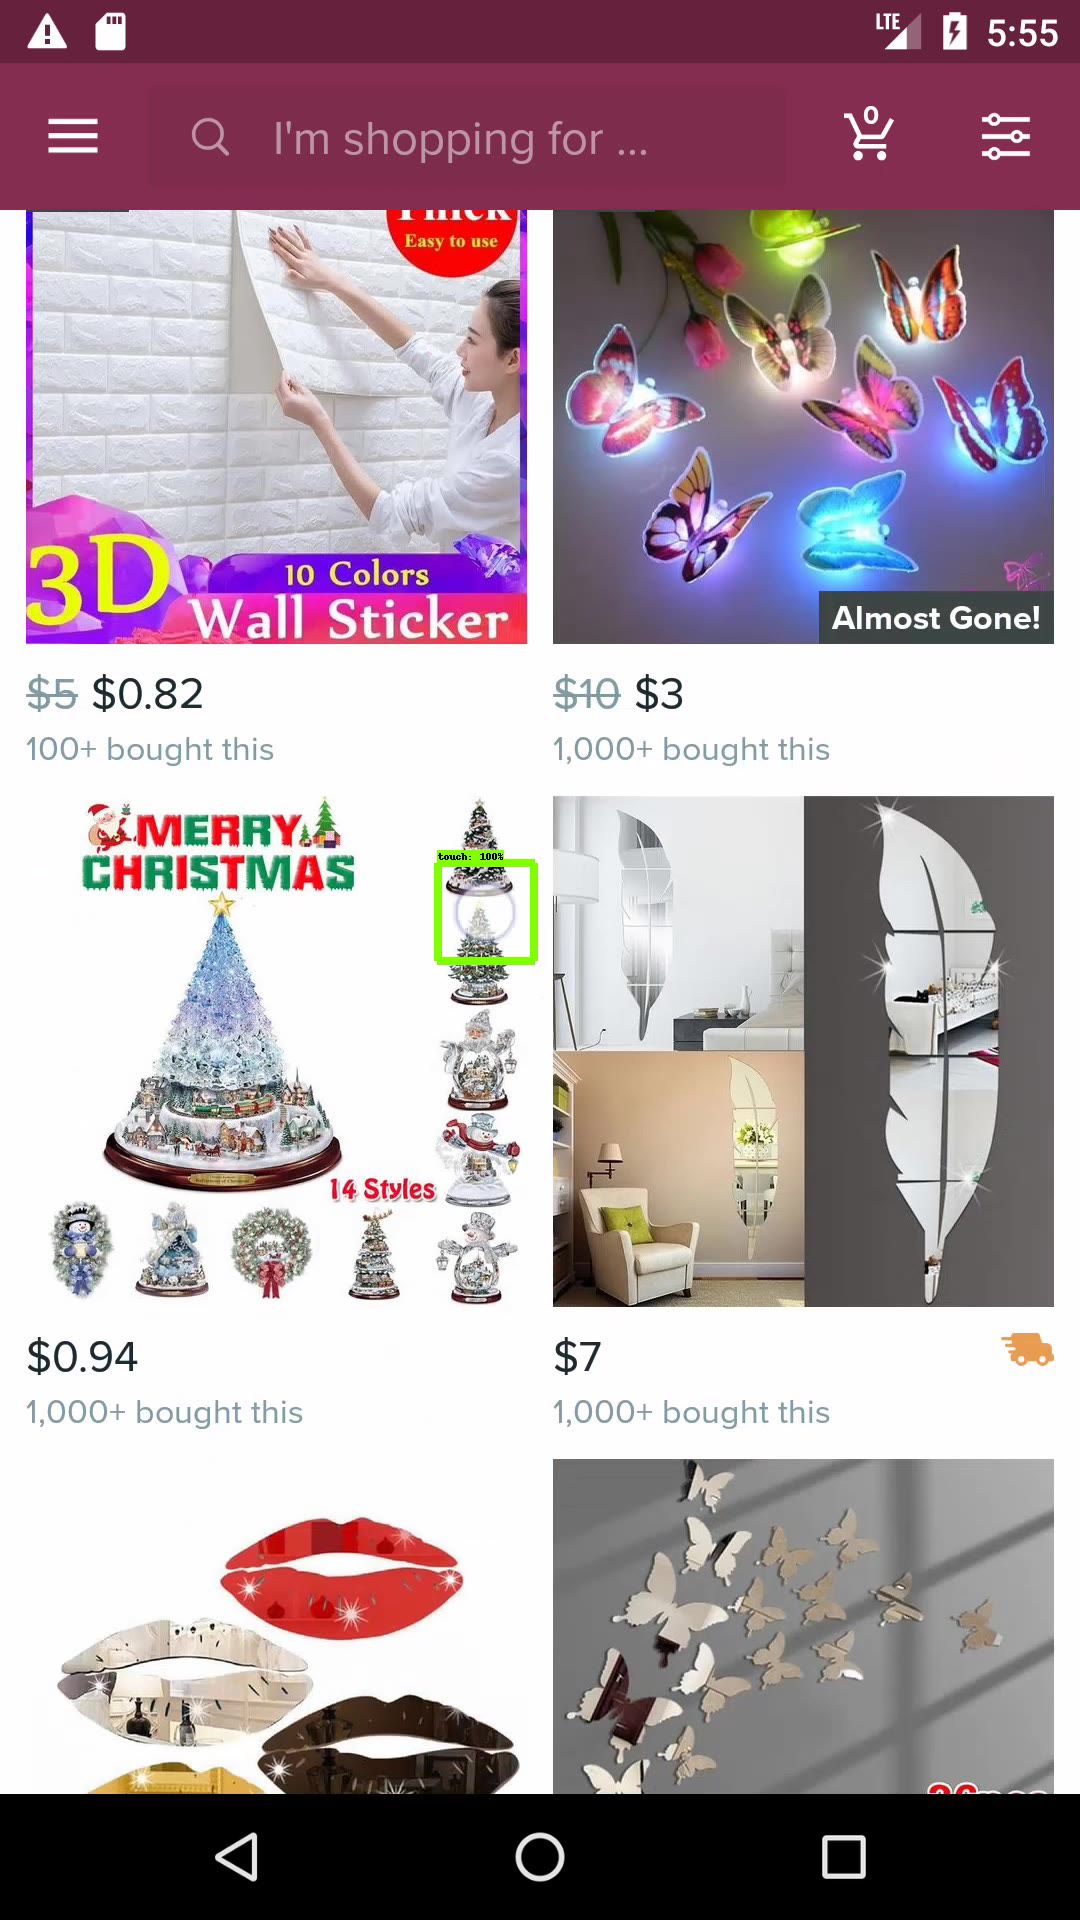 LTE
5:55
I'm shopping for ...
0
Thick
Easy to use
3D
10 Colors
Wall Sticker
Almost Gone!
$5 $0.82
100+ bought this
$10 $3
1,000+ bought this
MERRY
CHRISTMAS
touch: 100%
14 Styles
$0.94
1,000+ bought this
$7
1,000+ bought this